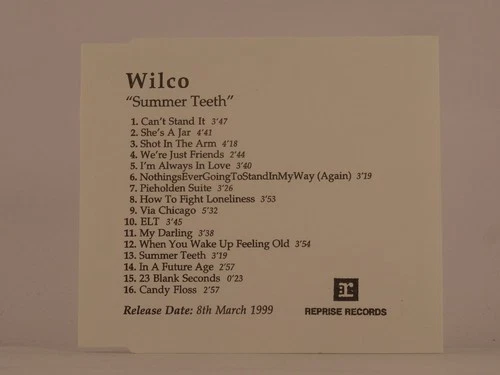 Wilco
"Summer Teeth"
1. Can't Stand It 3'47
2. She's A Jar 4'41
3. Shot In The Arm 4'18
4. We're Just Friends 2'44
5. I'm Always In Love 3'40
6. NothingsEverGoingToStandInMyWay (Again) 3'19
7. Pieholden Suite 3'26
8. How To Fight Loneliness 3'53
9. Via Chicago 5'32
10. ELT 3'45
11. My Darling 3'38
12. When You Wake Up Feeling Old 3'54
13. Summer Teeth 3'19
14. In A Future Age 2'57
15. 23 Blank Seconds 0'23
16. Candy Floss 2'57
Release Date: 8th March 1999
r
REPRISE RECORDS